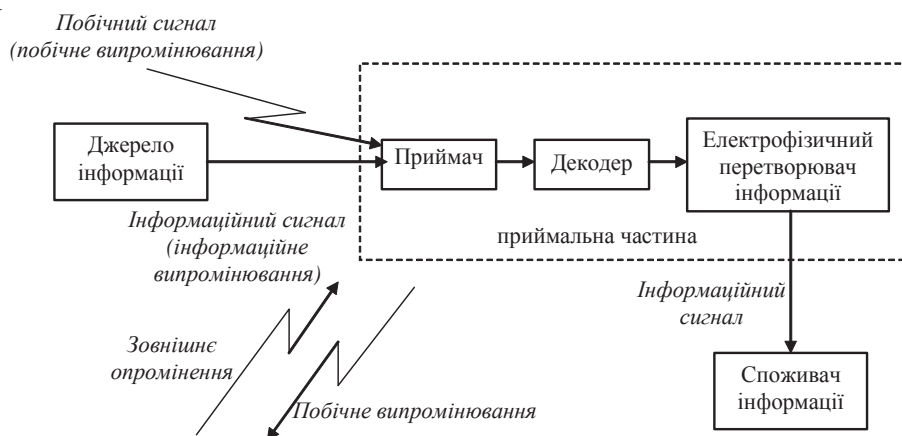 Побічний сигнал
(побічне випромінювання)
Джерело
інформації
Приймач
Декодер
Електрофізичний
перетворювач
інформації
Інформаційний сигнал
(інформаційне
випромінювання)
приймальна частина
Інформаційний
сигнал
Зовнішнє
опромінення
Побічне випромінювання
Споживач
інформації